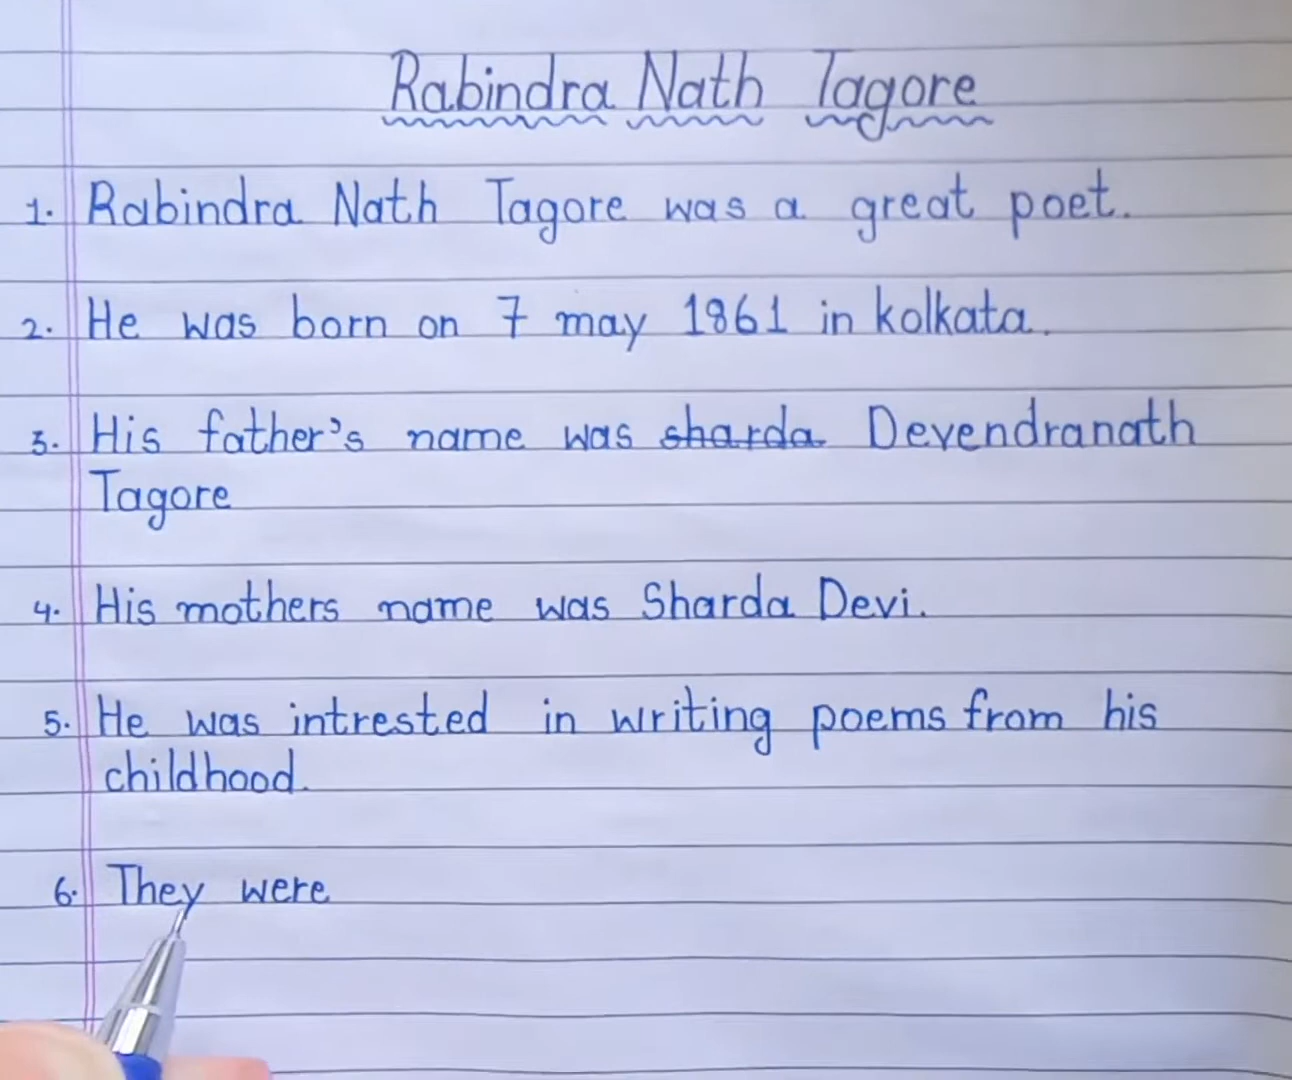 Rabindra Nath Tagore
1. Rabindra Nath Tagore was a great poet.
2. He was born on 7 may 1861 in kolkata.
3. His father's name was sharda Devendranath
Tagore
4. His mothers name was Sharda Devi.
5. He was intrested in writing poems from his
childhood.
6. They were